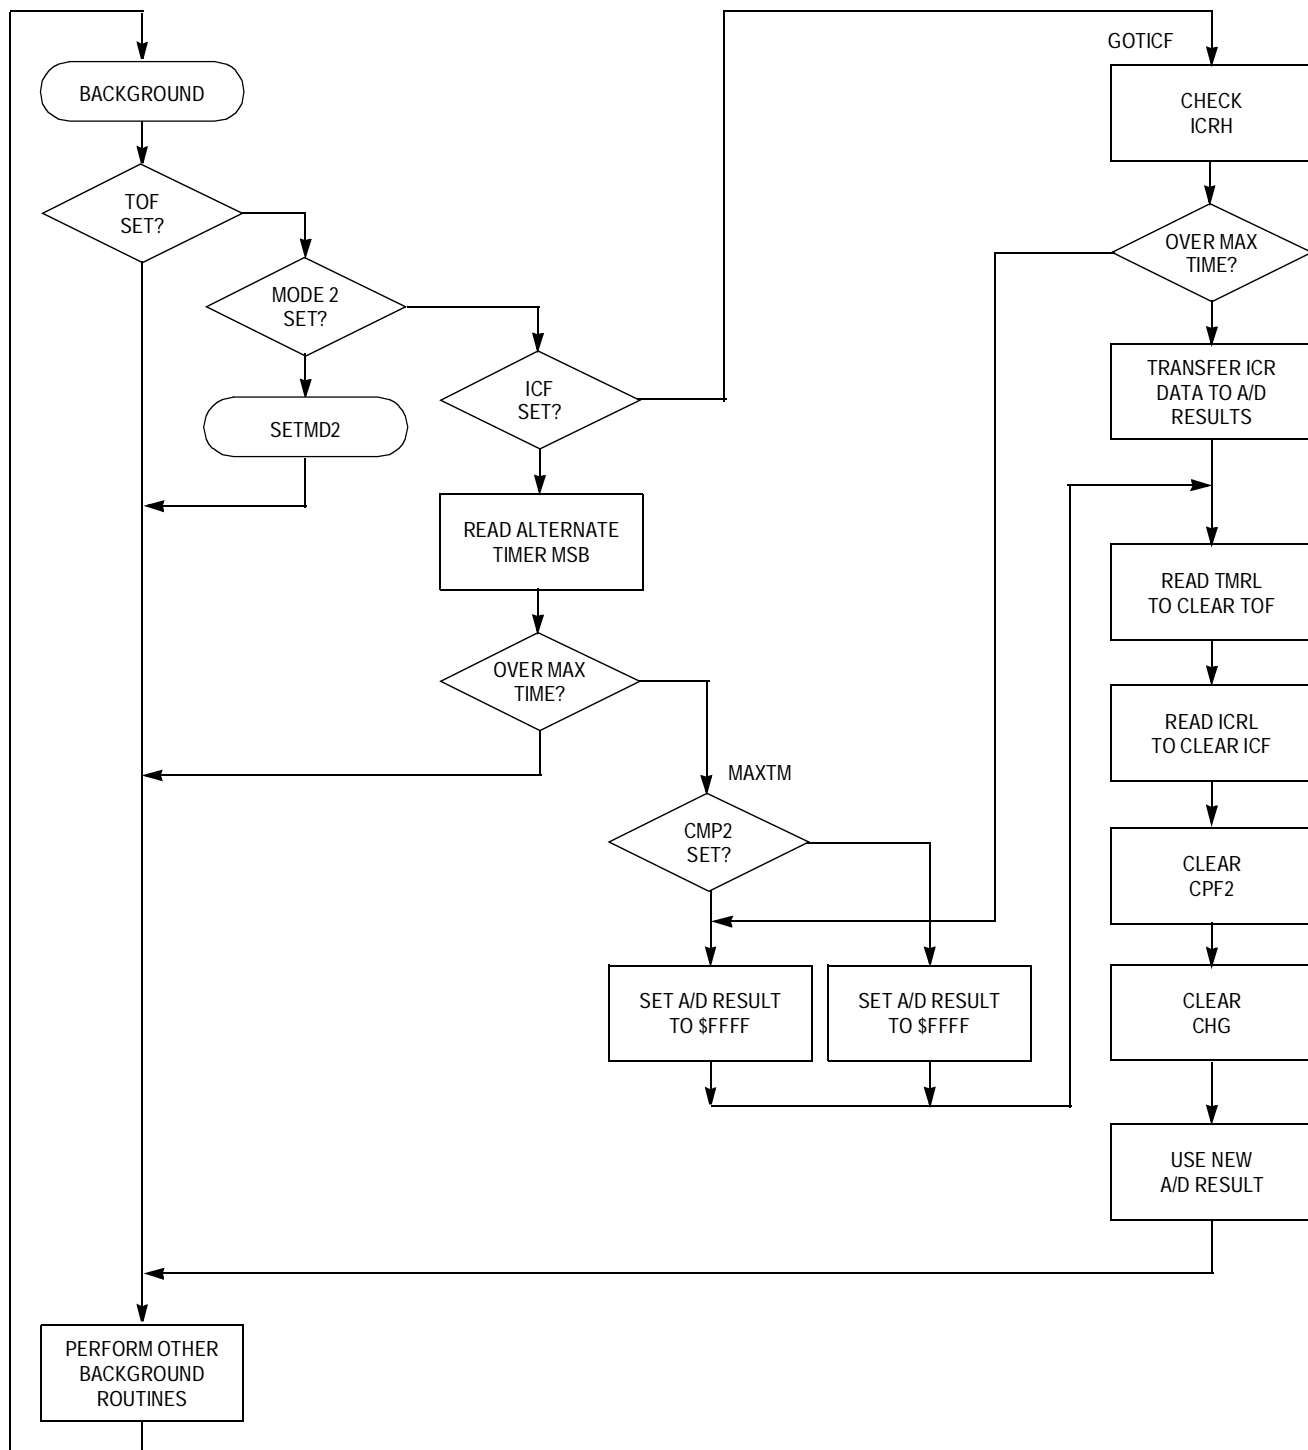 BACKGROUND
TOF
SET?
MODE 2
SET?
SETMD2
ICF
SET?
READ ALTERNATE
TIMER MSB
OVER MAX
TIME?
MAXTM
CMP2
SET?
SET A/D RESULT
TO $FFFF
SET A/D RESULT
TO $FFFF
GOTICF
CHECK
ICRH
OVER MAX
TIME?
TRANSFER ICR
DATA TO A/D
RESULTS
READ TMRL
TO CLEAR TOF
READ ICRL
TO CLEAR ICF
CLEAR
CPF2
CLEAR
CHG
USE NEW
A/D RESULT
PERFORM OTHER
BACKGROUND
ROUTINES